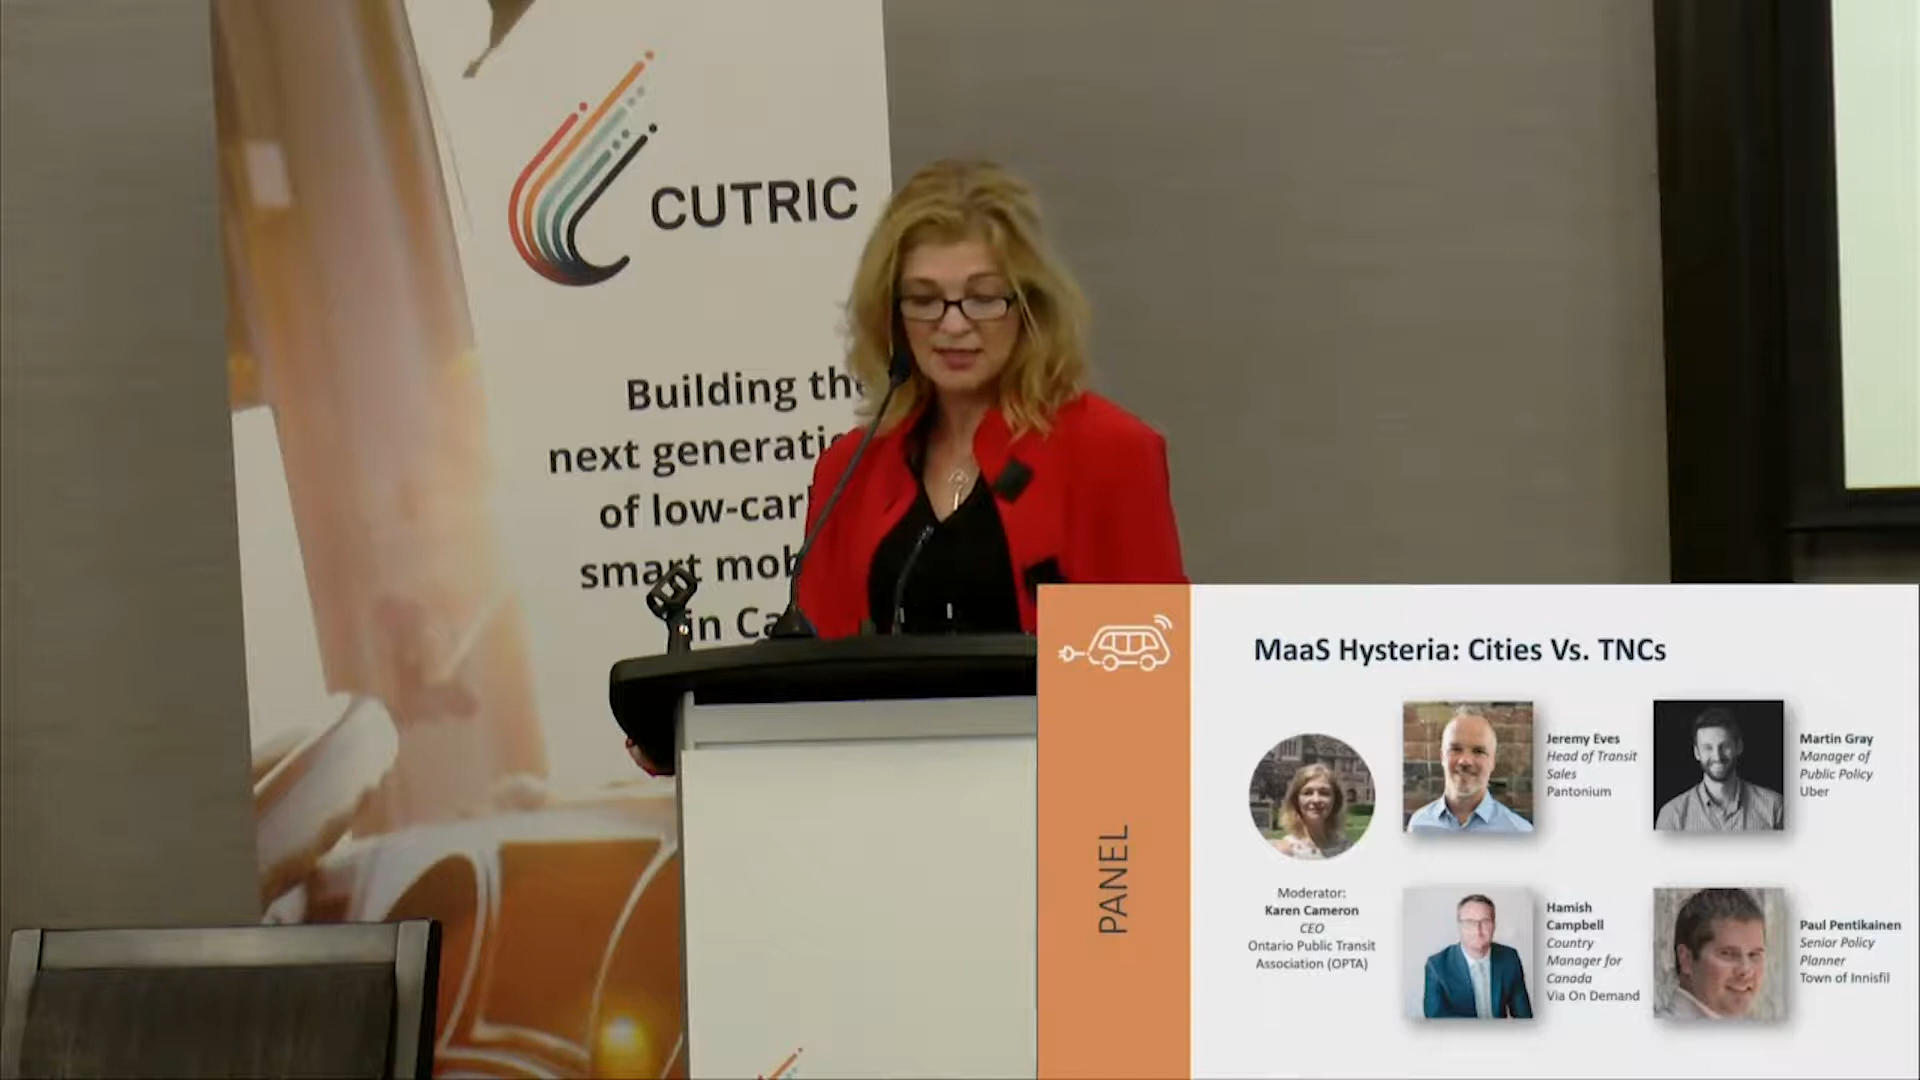 CUTRIC
Building the
next generati
of low-car
smart mob
in Ca
MaaS Hysteria: Cities Vs. TNCs
PANEL
Moderator:
Karen Cameron
CEO
Ontario Public Transit
Association (OPTA)
Jeremy Eves
Head of Transit
Sales
Pantonium
Martin Gray
Manager of
Public Policy
Uber
Hamish
Campbell
Country
Manager for
Canada
Via On Demand
Paul Pentikainen
Senior Policy
Planner
Town of Innisfil